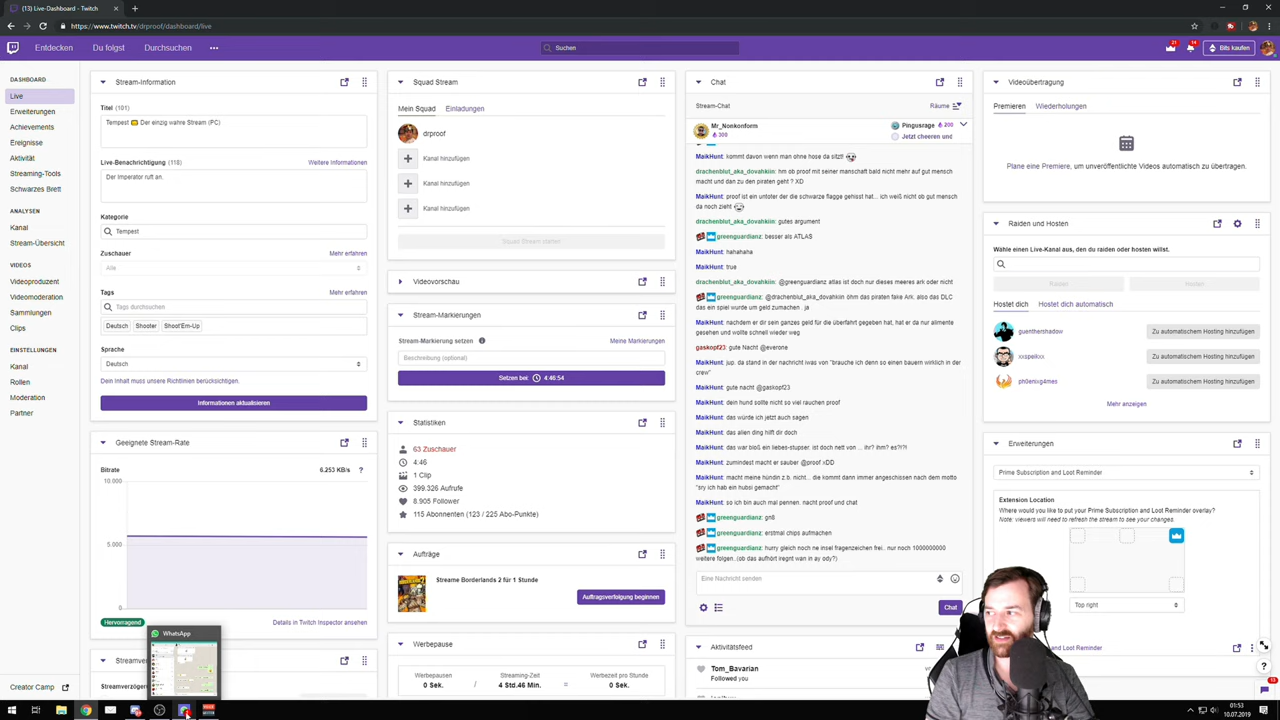 (13) Live-Dashboard - Twitch
https://www.twitch.tv/drproof/dashboard/live
Entdecken
Du folgst
Durchsuchen
Suchen
21
14
Bits kaufen
DASHBOARD
Live
Erweiterungen
Achievements
Ereignisse
Aktivität
Streaming-Tools
Schwarzes Brett
ANALYSEN
Kanal
Stream-Übersicht
VIDEOS
Videoproduzent
Videomoderation
Sammlungen
Clips
EINSTELLUNGEN
Kanal
Rollen
Moderation
Partner
Creator Camp
Stream-Information
Titel (101)
Tempest Der einzig wahre Stream (PC)
Live-Benachrichtigung (118)
Weitere Informationen
Der Imperator ruft an.
Kategorie
Tempest
Zuschauer
Mehr erfahren
Alle
Tags
Mehr erfahren
Tags durchsuchen
Deutsch
Shooter
Shoot'Em-Up
Sprache
Deutsch
Dein Inhalt muss unsere Richtlinien berücksichtigen.
Informationen aktualisieren
Geeignete Stream-Rate
Bitrate
6.253 KB/s
?
10.000
5.000
0
Hervorragend
Details in Twitch Inspector ansehen
WhatsApp
Squad Stream
Mein Squad
Einladungen
drproof
Kanal hinzufügen
Kanal hinzufügen
Kanal hinzufügen
Squad Stream starten
Videovorschau
Stream-Markierungen
Stream-Markierung setzen
Meine Markierungen
Beschreibung (optional)
Setzen bei: 4:46:54
Statistiken
63 Zuschauer
4:46
1 Clip
399.326 Aufrufe
8.905 Follower
115 Abonnenten (123 / 225 Abo-Punkte)
Aufträge
Streame Borderlands 2 für 1 Stunde
Auftragsverfolgung beginnen
Werbepause
Werbepausen
0 Sek.
/
Streaming-Zeit
4 Std.46 Min.
=
Werbezeit pro Stunde
0 Sek.
Chat
Stream-Chat
Räume
Mr_Nonkonform
300
Pingusrage 200
Jetzt cheeren und
MaikHunt: kommt davon wenn man ohne hose da sitzt!
drachenblut_aka_dovahkiin: hm ob proof mit seiner manschaft bald nicht mehr auf gut mensch
macht und dan zu den piraten geht ? XD
MaikHunt: proof ist ein untoter der die schwarze flagge gehisst hat... ich weiß nicht ob gut mensch
da noch zieht
drachenblut_aka_dovahkiin: gutes argument
greenguardianz: besser als ATLAS
MaikHunt: hahahaha
MaikHunt: true
drachenblut_aka_dovahkiin: @greenguardianz atlas ist doch nur dieses meeres ark oder nicht
greenguardianz: @drachenblut_aka_dovahkiin öhm das piraten fake Ark. also das DLC
das ein spiel wurde um geld zumachen . ja
MaikHunt: nachdem er dir sein ganzes geld für die überfahrt gegeben hat, hat er da nur alimente
gesehen und wollte schnell wieder weg
gaskopf23: gute Nacht @everone
MaikHunt: jup. da stand in der nachricht iwas von "brauche ich denn so einen bauern wirklich in der
crew"
MaikHunt: gute nacht @gaskopf23
MaikHunt: dein hund sollte nicht so viel rauchen proof
MaikHunt: das würde ich jetzt auch sagen
MaikHunt: das allen ding hilft dir doch
MaikHunt: das war bloß ein liebes-stupser. ist doch nett von ... ihr? ihm? es?!?!
MaikHunt: zumindest macht er sauber @proof xDD
MaikHunt: macht meine hündin z.b. nicht... die kommt dann immer angeschissen nach dem motto
"sry ich hab ein hubsi gemacht"
MaikHunt: so ich bin auch mal pennen. nacht proof und chat
greenguardianz: gn8
greenguardianz: erstmal chips aufmachen
greenguardianz: hurry gleich noch ne insel fragenzeichen frei.. nur noch 1000000000
weitere folgen..(ob das aufhört iregnt wan in ay ody?)
Eine Nachricht senden
Chat
Aktivitätsfeed
Tom_Bavarian
Followed you
Videoübertragung
Premieren
Wiederholungen
Plane eine Premiere, um unveröffentlichte Videos automatisch zu übertragen.
Raiden und Hosten
Wähle einen Live-Kanal aus, den du raiden oder hosten willst.
Raiden
Hosten
Hostet dich
Hostet dich automatisch
guenthershadow
Zu automatischem Hosting hinzufügen
xxspeikxx
Zu automatischem Hosting hinzufügen
ph0enixg4mes
Zu automatischem Hosting hinzufügen
Mehr anzeigen
Erweiterungen
Prime Subscription and Loot Reminder
Extension Location
Where would you like to put your Prime Subscription and Loot Reminder overlay?
Note: viewers will need to refresh the stream to see your changes.
Top right
nd Loot Reminder
?
01:53
10.07.2019